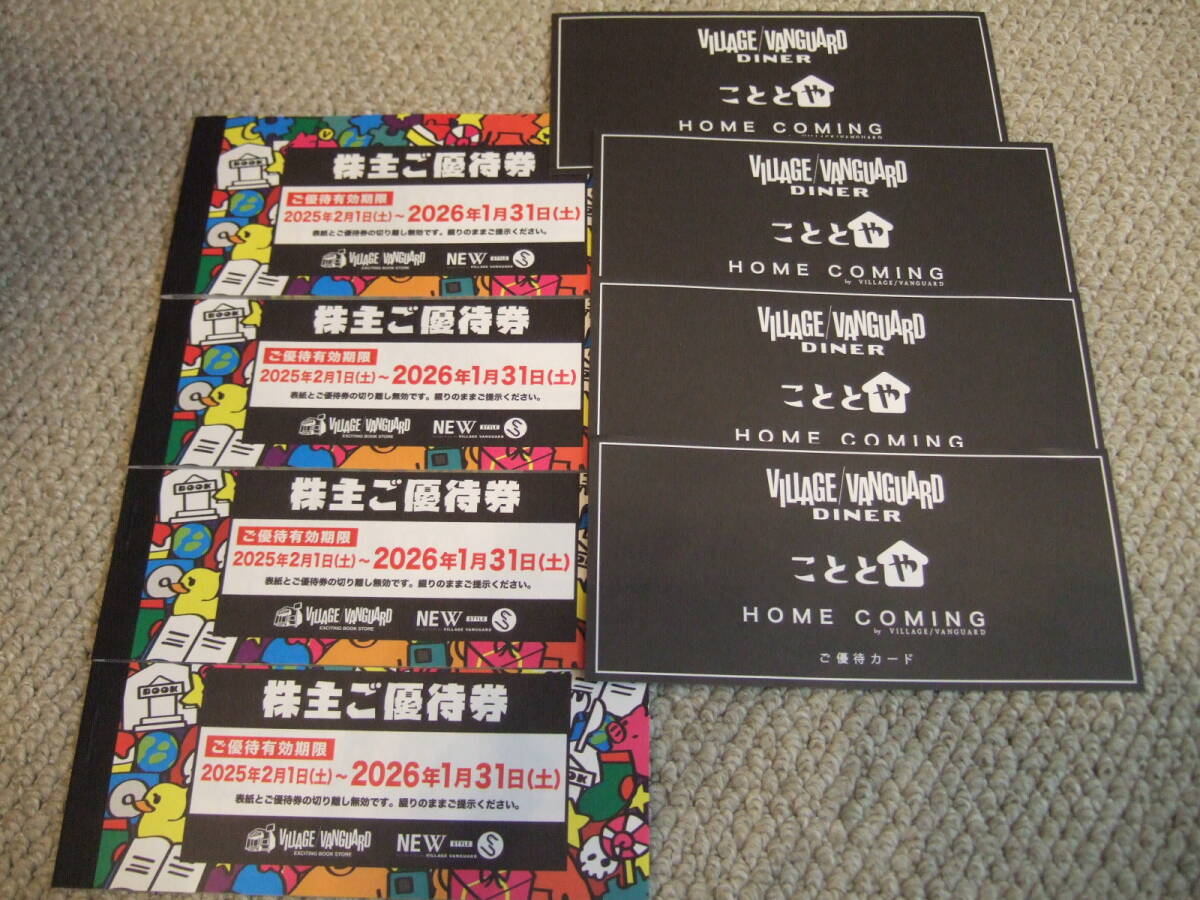 BOOK
株主ご優待券
ご優待有効期限
2025年2月1日(土)～2026年1月31日(土)
表紙とご優待券の切り離し無効です。綴りのままご提示ください。
VILLAGE VANGUARD
EXCITING BOOK STORE
NEW STYLE
VILLAGE VANGUARD
BOOK
株主ご優待券
ご優待有効期限
2025年2月1日(土)～2026年1月31日(土)
表紙とご優待券の切り離し無効です。綴りのままご提示ください。
VILLAGE VANGUARD
EXCITING BOOK STORE
NEW STYLE
VILLAGE VANGUARD
BOOK
株主ご優待券
ご優待有効期限
2025年2月1日(土)～2026年1月31日(土)
表紙とご優待券の切り離し無効です。綴りのままご提示ください。
VILLAGE VANGUARD
EXCITING BOOK STORE
NEW STYLE
VILLAGE VANGUARD
BOOK
株主ご優待券
ご優待有効期限
2025年2月1日(土)～2026年1月31日(土)
表紙とご優待券の切り離し無効です。綴りのままご提示ください。
VILLAGE VANGUARD
EXCITING BOOK STORE
NEW STYLE
VILLAGE VANGUARD
VILLAGE/VANGUARD
DINER
こととや
HOME COMING
VILLAGE/VANGUARD
DINER
こととや
HOME COMING
by VILLAGE/VANGUARD
VILLAGE/VANGUARD
DINER
こととや
HOME COMING
VILLAGE/VANGUARD
DINER
こととや
HOME COMING
by VILLAGE/VANGUARD
ご優待カード